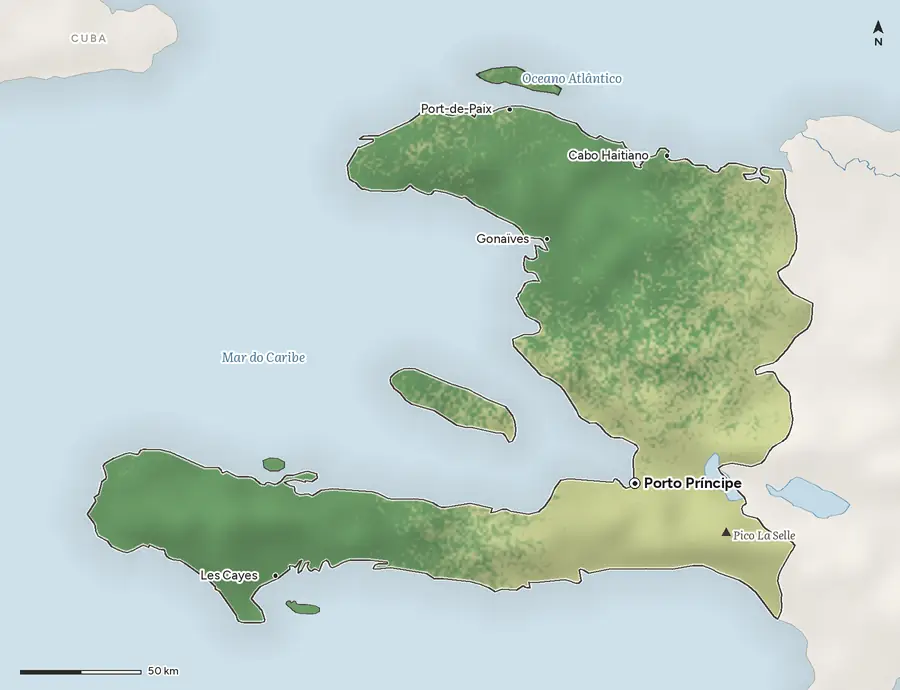 CUBA
N
Oceano Atlântico
Port-de-Paix
Cabo Haitiano
Gonaïves
Mar do Caribe
Porto Príncipe
Pico La Selle
Les Cayes
50 km